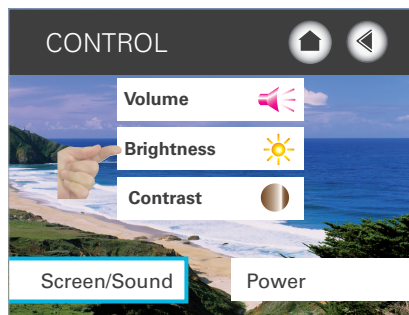 CONTROL
Volume
Brightness
Contrast
Screen/Sound
Power